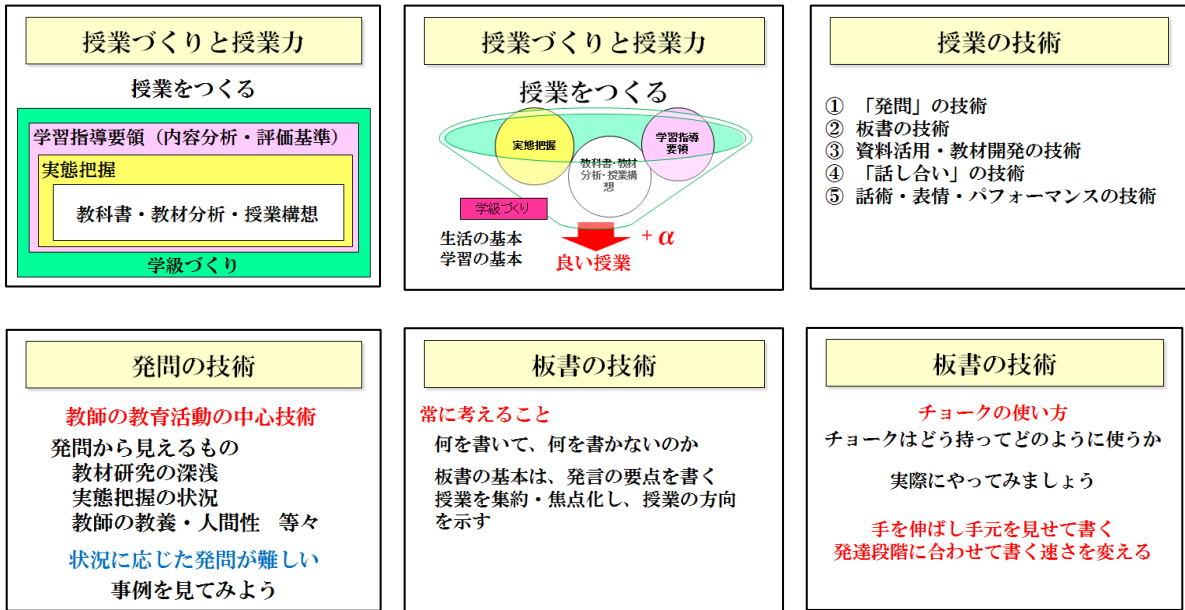 授業づくりと授業力
授業をつくる
学習指導要領（内容分析・評価基準）
実態把握
教科書・教材分析・授業構想
学級づくり
授業づくりと授業力
授業をつくる
実態把握
学習指導
要領
教科書・教材
分析・授業構
想
学級づくり
生活の基本
学習の基本
+ α
良い授業
授業の技術
① 「発問」の技術
② 板書の技術
③ 資料活用・教材開発の技術
④ 「話し合い」の技術
⑤ 話術・表情・パフォーマンスの技術
発問の技術
教師の教育活動の中心技術
発問から見えるもの
教材研究の深浅
実態把握の状況
教師の教養・人間性　等々
状況に応じた発問が難しい
事例を見てみよう
板書の技術
常に考えること
何を書いて、何を書かないのか
板書の基本は、発言の要点を書く
授業を集約・焦点化し、授業の方向
を示す
板書の技術
チョークの使い方
チョークはどう持ってどのように使うか
実際にやってみましょう
手を伸ばし手元を見せて書く
発達段階に合わせて書く速さを変える